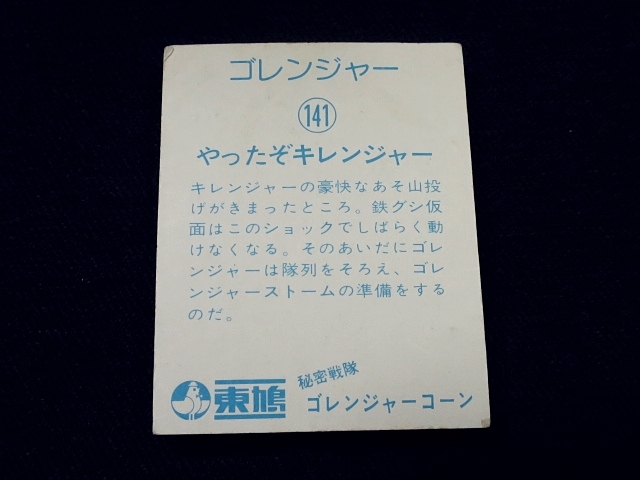 ゴレンジャー
141
やったぞキレンジャー
キレンジャーの豪快なあそ山投
げがきまったところ。鉄グシ仮
面はこのショックでしばらく動
けなくなる。そのあいだにゴレ
ンジャーは隊列をそろえ、ゴレ
ンジャーストームの準備をする
のだ。
東鳩
秘密戦隊
ゴレンジャーコーン